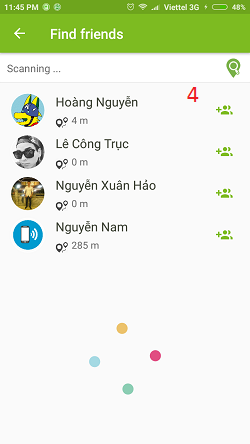 11:45 PM Viettel 3G 48%
Find friends
Scanning ...
4
Hoàng Nguyễn
4 m
Lê Công Trục
0 m
Nguyễn Xuân Hảo
0 m
Nguyễn Nam
285 m